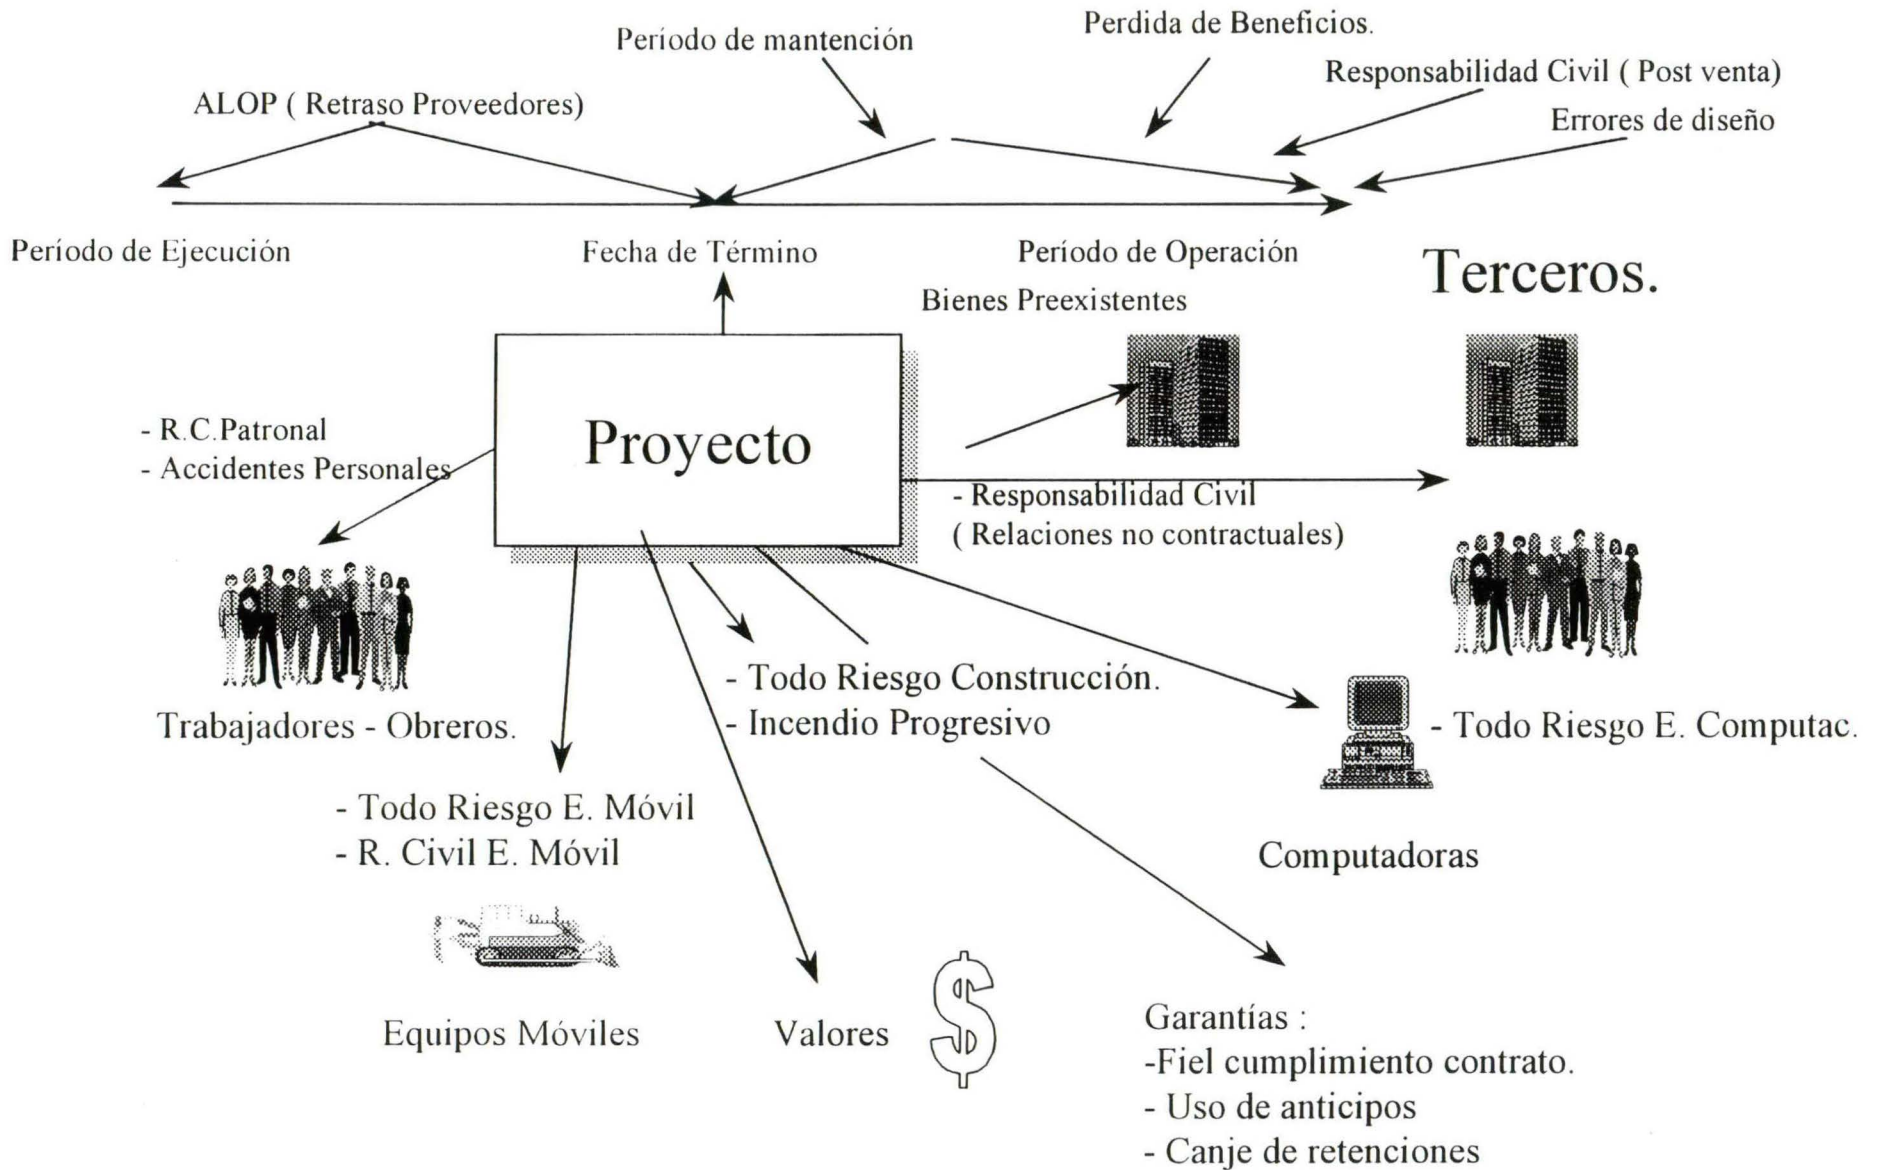 Perdida de Beneficios.
Período de mantención
Responsabilidad Civil ( Post venta)
ALOP ( Retraso Proveedores)
Errores de diseño
Período de Ejecución
Fecha de Término
Período de Operación
Terceros.
Bienes Preexistentes
Proyecto
- R.C.Patronal
- Accidentes Personales
- Responsabilidad Civil
( Relaciones no contractuales)
- Todo Riesgo Construcción.
- Incendio Progresivo
Trabajadores - Obreros.
- Todo Riesgo E. Computac.
- Todo Riesgo E. Móvil
- R. Civil E. Móvil
Computadoras
Equipos Móviles
Valores
$
Garantías :
-Fiel cumplimiento contrato.
- Uso de anticipos
- Canje de retenciones